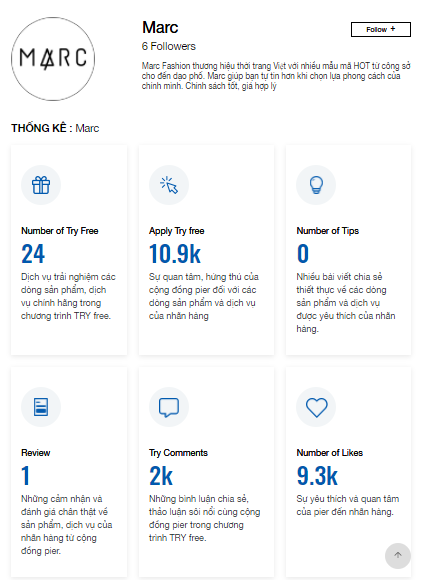 MARC
Marc
Follow +
6 Followers
Marc Fashion thương hiệu thời trang Việt với nhiều mẫu mã HOT từ công sở
cho đến dạo phố. Marc giúp bạn tự tin hơn khi chọn lựa phong cách của
chính mình. Chính sách tốt, giá hợp lý
THỐNG KÊ : Marc
Number of Try Free
24
Dịch vụ trải nghiệm các
dòng sản phẩm, dịch
vụ chính hãng trong
chương trình TRY free.
Apply Try free
10.9k
Sự quan tâm, hứng thú của
cộng đồng pier đối với các
dòng sản phẩm và dịch vụ
của nhãn hàng
Number of Tips
0
Nhiều bài viết chia sẻ
thiết thực về các dòng
sản phẩm và dịch vụ
được yêu thích của nhãn
hàng.
Review
1
Những cảm nhận và
đánh giá chân thật về
sản phẩm, dịch vụ của
nhãn hàng từ cộng
đồng pier.
Try Comments
2k
Những bình luận chia sẻ,
thảo luận sôi nổi cùng cộng
đồng pier trong chương
trình TRY FREE.
Number of Likes
9.3k
Sự yêu thích và quan tâm
của pier đến nhãn hàng.